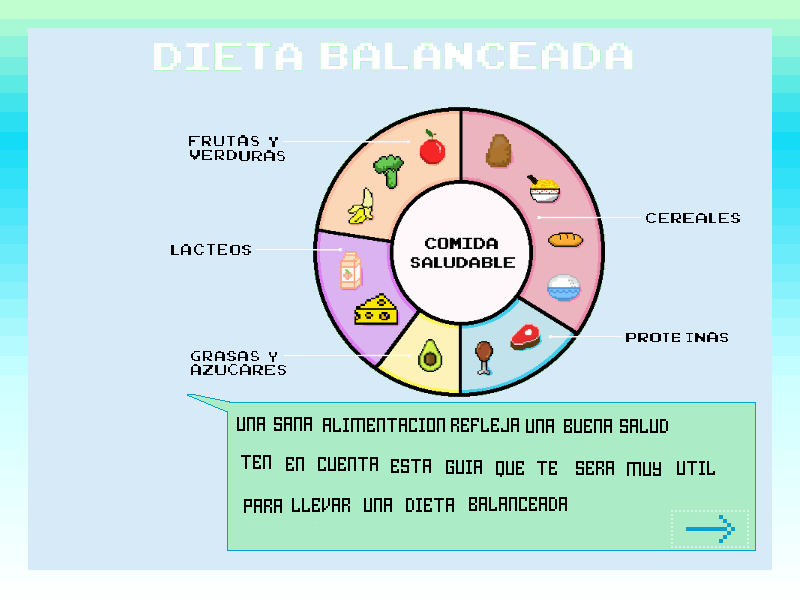 DIETA BALANCEADA
FRUTAS Y
VERDURAS
CEREALES
LACTEOS
COMIDA
SALUDABLE
PROTEINAS
GRASAS Y
AZUCARES
UNA SANA ALIMENTACION REFLEJA UNA BUENA SALUD
TEN EN CUENTA ESTA GUIA QUE TE SERA MUY UTIL
PARA LLEVAR UNA DIETA BALANCEADA